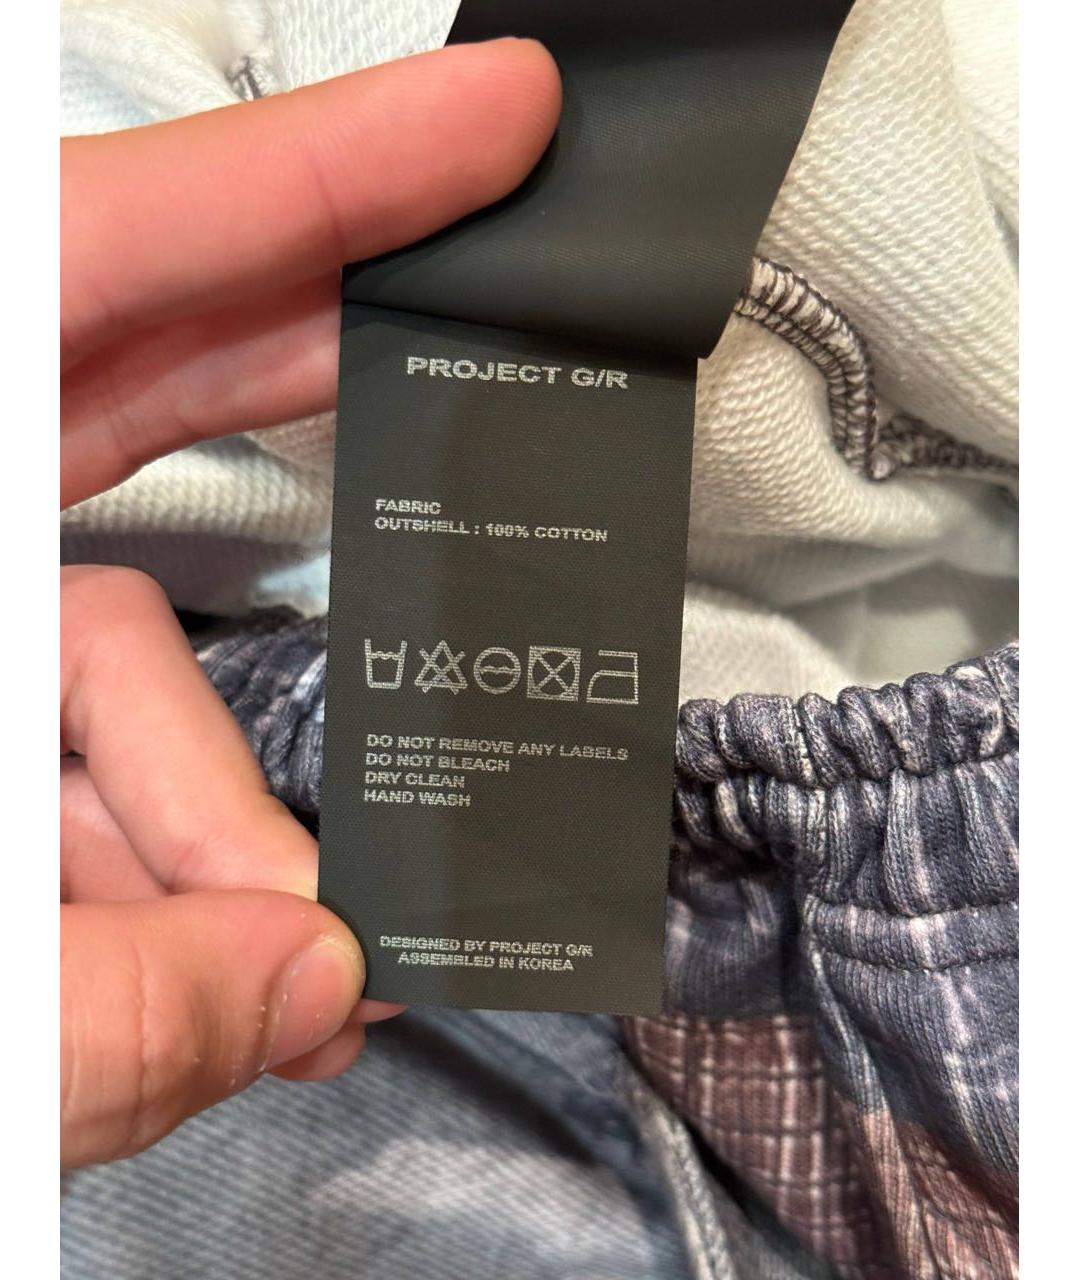 PROJECT G/R
FABRIC
OUTSHELL : 100% COTTON
DO NOT REMOVE ANY LABELS
DO NOT BLEACH
DRY CLEAN
HAND WASH
DESIGNED BY PROJECT G/R
ASSEMBLED IN KOREA